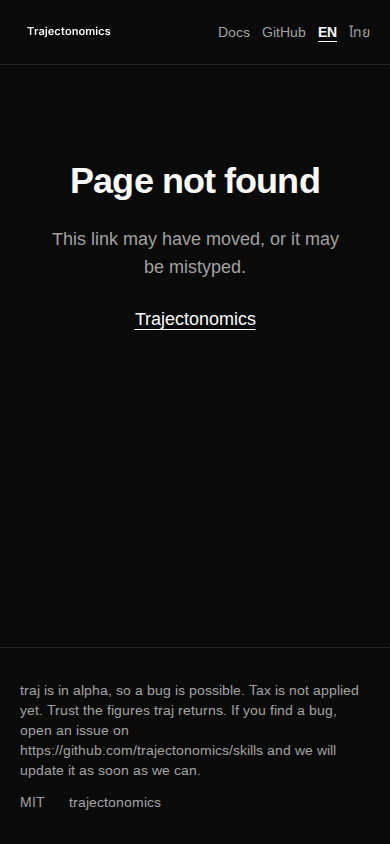 Trajectonomics
Docs GitHub EN ไทย
Page not found
This link may have moved, or it may
be mistyped.
Trajectonomics
traj is in alpha, so a bug is possible. Tax is not applied
yet. Trust the figures traj returns. If you find a bug,
open an issue on
https://github.com/trajectonomics/skills and we will
update it as soon as we can.
MIT trajectonomics